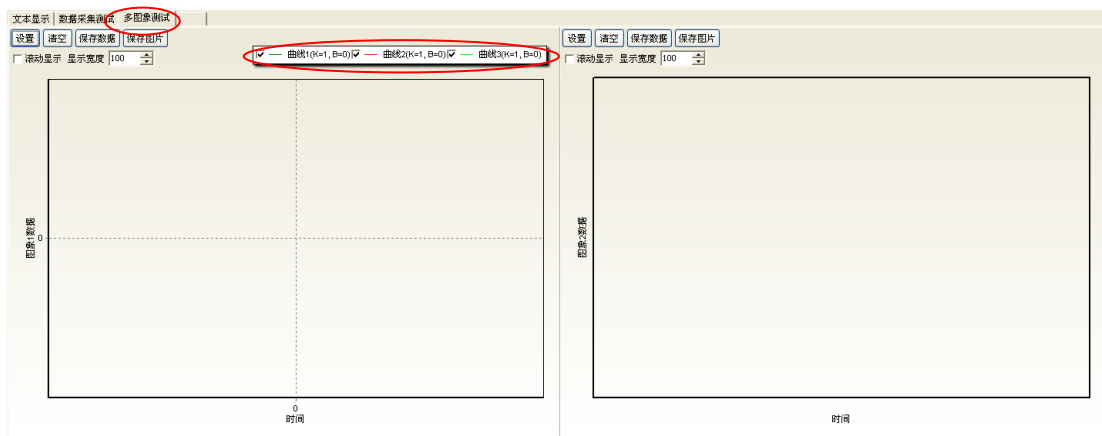 文本显示 数据采集测试 多图象测试
设置 清空 保存数据 保存图片
滚动显示 显示宽度 100
曲线1(K=1, B=0) 曲线2(K=1, B=0) 曲线3(K=1, B=0)
图象1数据
0
0
时间
设置 清空 保存数据 保存图片
滚动显示 显示宽度 100
图象2数据
时间